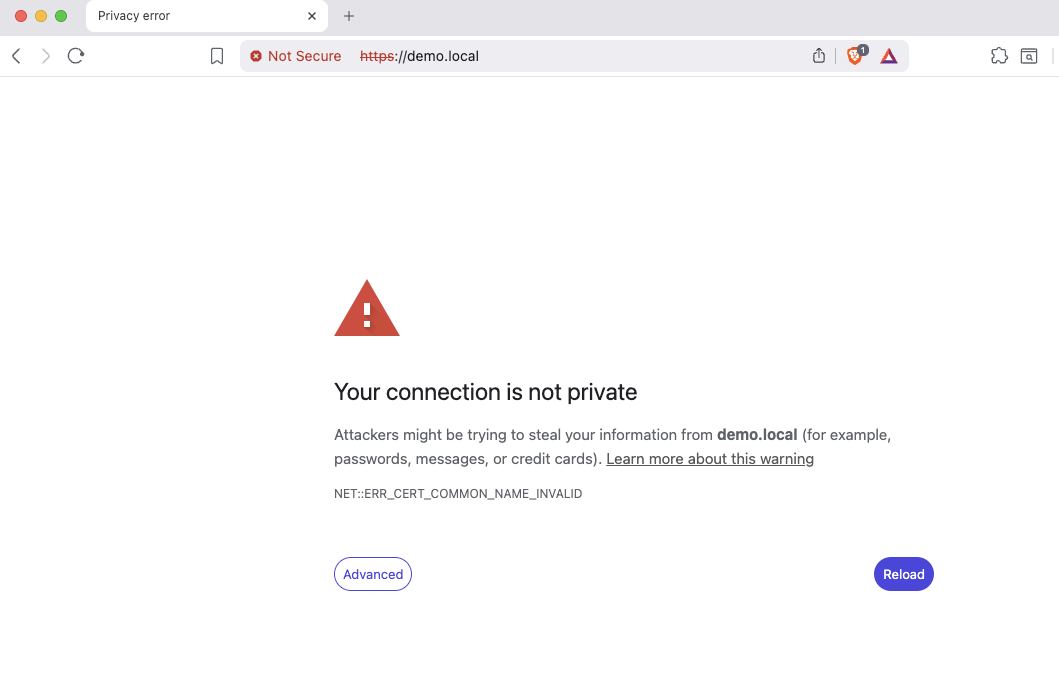 Privacy error
Not Secure https://demo.local
1
Your connection is not private
Attackers might be trying to steal your information from demo.local (for example,
passwords, messages, or credit cards). Learn more about this warning
NET::ERR_CERT_COMMON_NAME_INVALID
Advanced
Reload